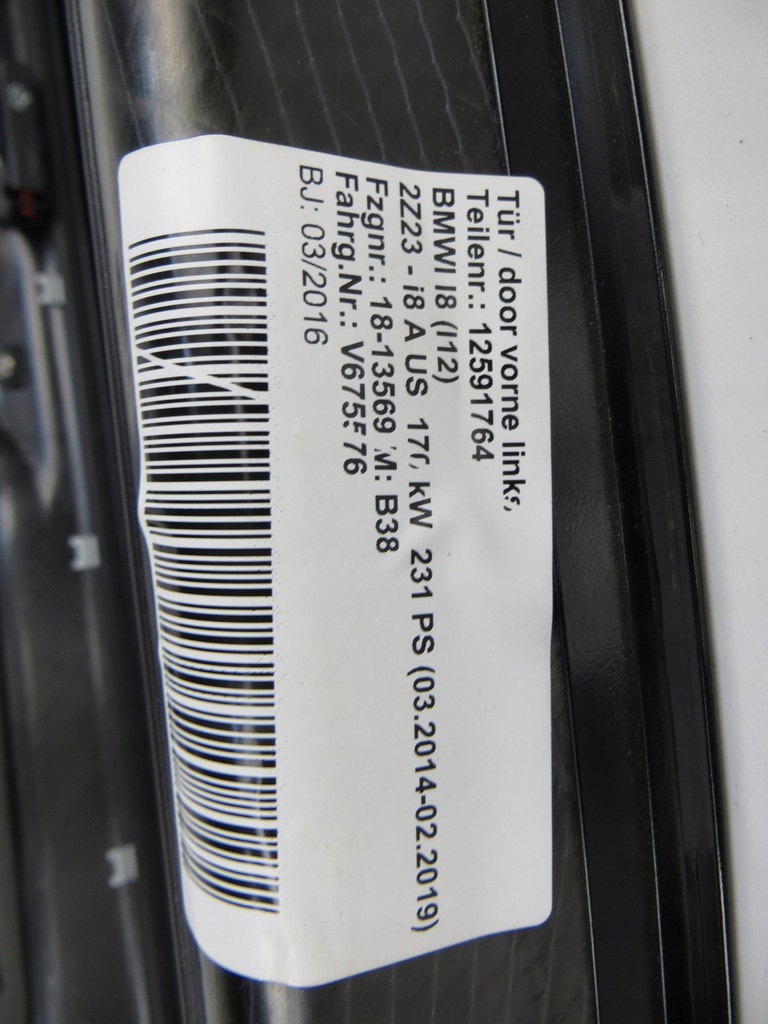 Tür / door vorne links,
Teilenr.: 12591764
BMWI I8 (I12)
2Z23 - i8 A US 170 kW 231 PS (03.2014-02.2019)
Fzgnr.: 18-13569 M: B38
Fahrg.Nr.:
BJ: 03/2016